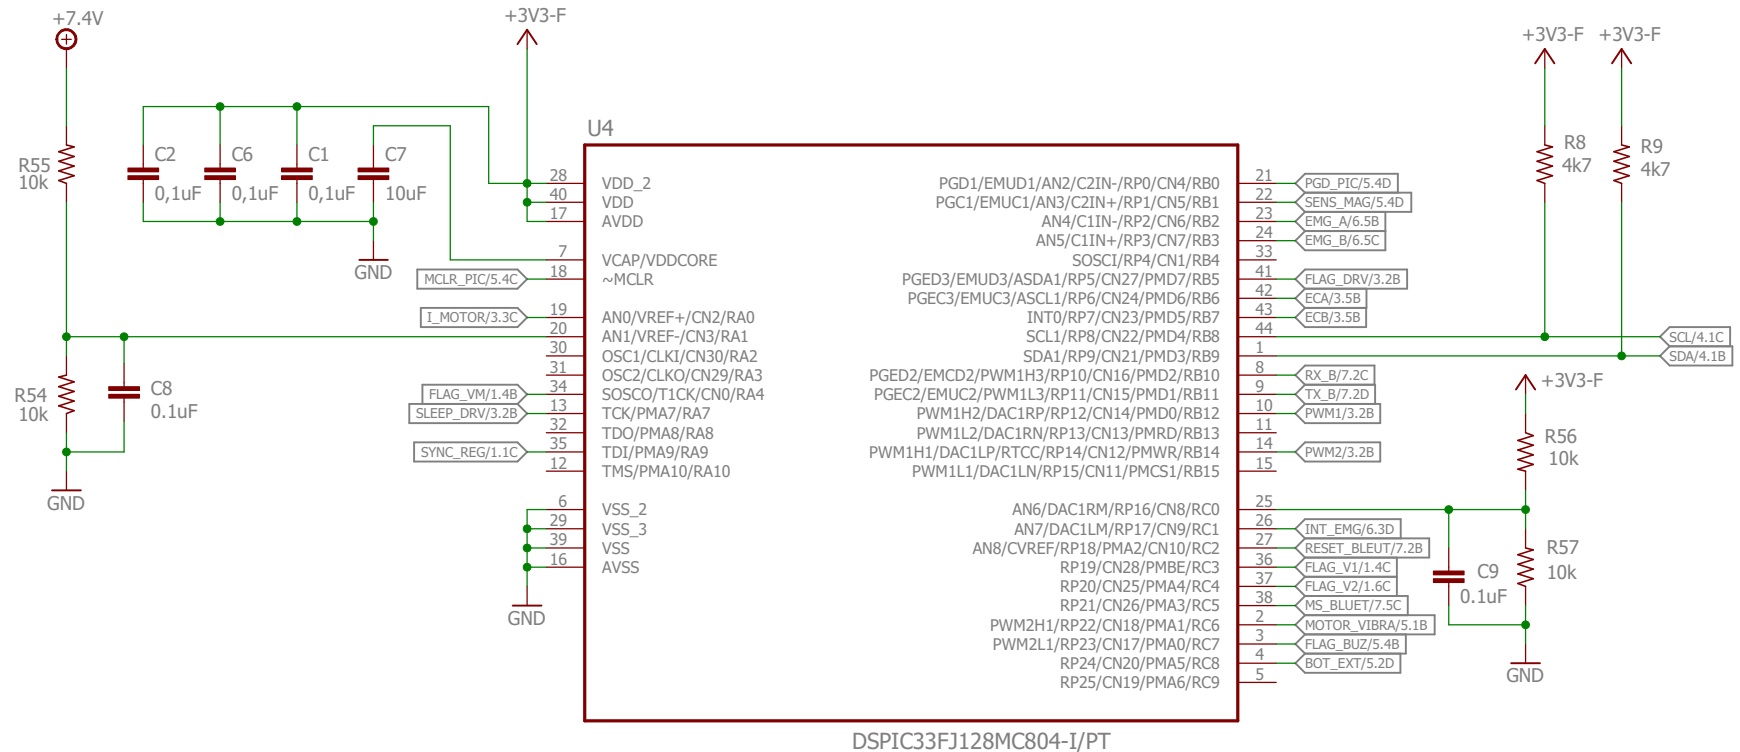 +7.4V
+3V3-F
+3V3-F
+3V3-F
U4
R55
10k
C2
0,1uF
C6
0,1uF
C1
0,1uF
C7
10uF
GND
R8
4k7
R9
4k7
28 VDD_2
40 VDD
17 AVDD
7 VCAP/VDDCORE
MCLR_PIC/5.4C 18 ~MCLR
I_MOTOR/3.3C 19 AN0/VREF+/CN2/RA0
20 AN1/VREF-/CN3/RA1
30 OSC1/CLKI/CN30/RA2
31 OSC2/CLKO/CN29/RA3
FLAG_VM/1.4B 34 SOSCO/T1CK/CN0/RA4
SLEEP_DRV/3.2B 13 TCK/PMA7/RA7
32 TDO/PMA8/RA8
SYNC_REG/1.1C 35 TDI/PMA9/RA9
12 TMS/PMA10/RA10
6 VSS_2
29 VSS_3
39 VSS
16 AVSS
GND
R54
10k
C8
0.1uF
GND
PGD1/EMUD1/AN2/C2IN-/RP0/CN4/RB0 21 PGD_PIC/5.4D
PGC1/EMUC1/AN3/C2IN+/RP1/CN5/RB1 22 SENS_MAG/5.4D
AN4/C1IN-/RP2/CN6/RB2 23 EMG_A/6.5B
AN5/C1IN+/RP3/CN7/RB3 24 EMG_B/6.5C
SOSCI/RP4/CN1/RB4 33
PGED3/EMUD3/ASDA1/RP5/CN27/PMD7/RB5 41 FLAG_DRV/3.2B
PGEC3/EMUC3/ASCL1/RP6/CN24/PMD6/RB6 42 ECA/3.5B
INT0/RP7/CN23/PMD5/RB7 43 ECB/3.5B
SCL1/RP8/CN22/PMD4/RB8 44 SCL/4.1C
SDA1/RP9/CN21/PMD3/RB9 1 SDA/4.1B
PGED2/EMCD2/PWM1H3/RP10/CN16/PMD2/RB10 8 RX_B/7.2C
PGEC2/EMUC2/PWM1L3/RP11/CN15/PMD1/RB11 9 TX_B/7.2D
PWM1H2/DAC1RP/RP12/CN14/PMD0/RB12 10 PWM1/3.2B
PWM1L2/DAC1RN/RP13/CN13/PMRD/RB13 11
PWM1H1/DAC1LP/RTCC/RP14/CN12/PMWR/RB14 14 PWM2/3.2B
PWM1L1/DAC1LN/RP15/CN11/PMCS1/RB15 15
AN6/DAC1RM/RP16/CN8/RC0 25
AN7/DAC1LM/RP17/CN9/RC1 26 INT_EMG/6.3D
AN8/CVREF/RP18/PMA2/CN10/RC2 27 RESET_BLEUT/7.2B
RP19/CN28/PMBE/RC3 36 FLAG_V1/1.4C
RP20/CN25/PMA4/RC4 37 FLAG_V2/1.6C
RP21/CN26/PMA3/RC5 38 MS_BLUET/7.5C
PWM2H1/RP22/CN18/PMA1/RC6 2 MOTOR_VIBRA/5.1B
PWM2L1/RP23/CN17/PMA0/RC7 3 FLAG_BUZ/5.4B
RP24/CN20/PMA5/RC8 4 BOT_EXT/5.2D
RP25/CN19/PMA6/RC9 5
+3V3-F
R56
10k
R57
10k
C9
0.1uF
GND
DSPIC33FJ128MC804-I/PT